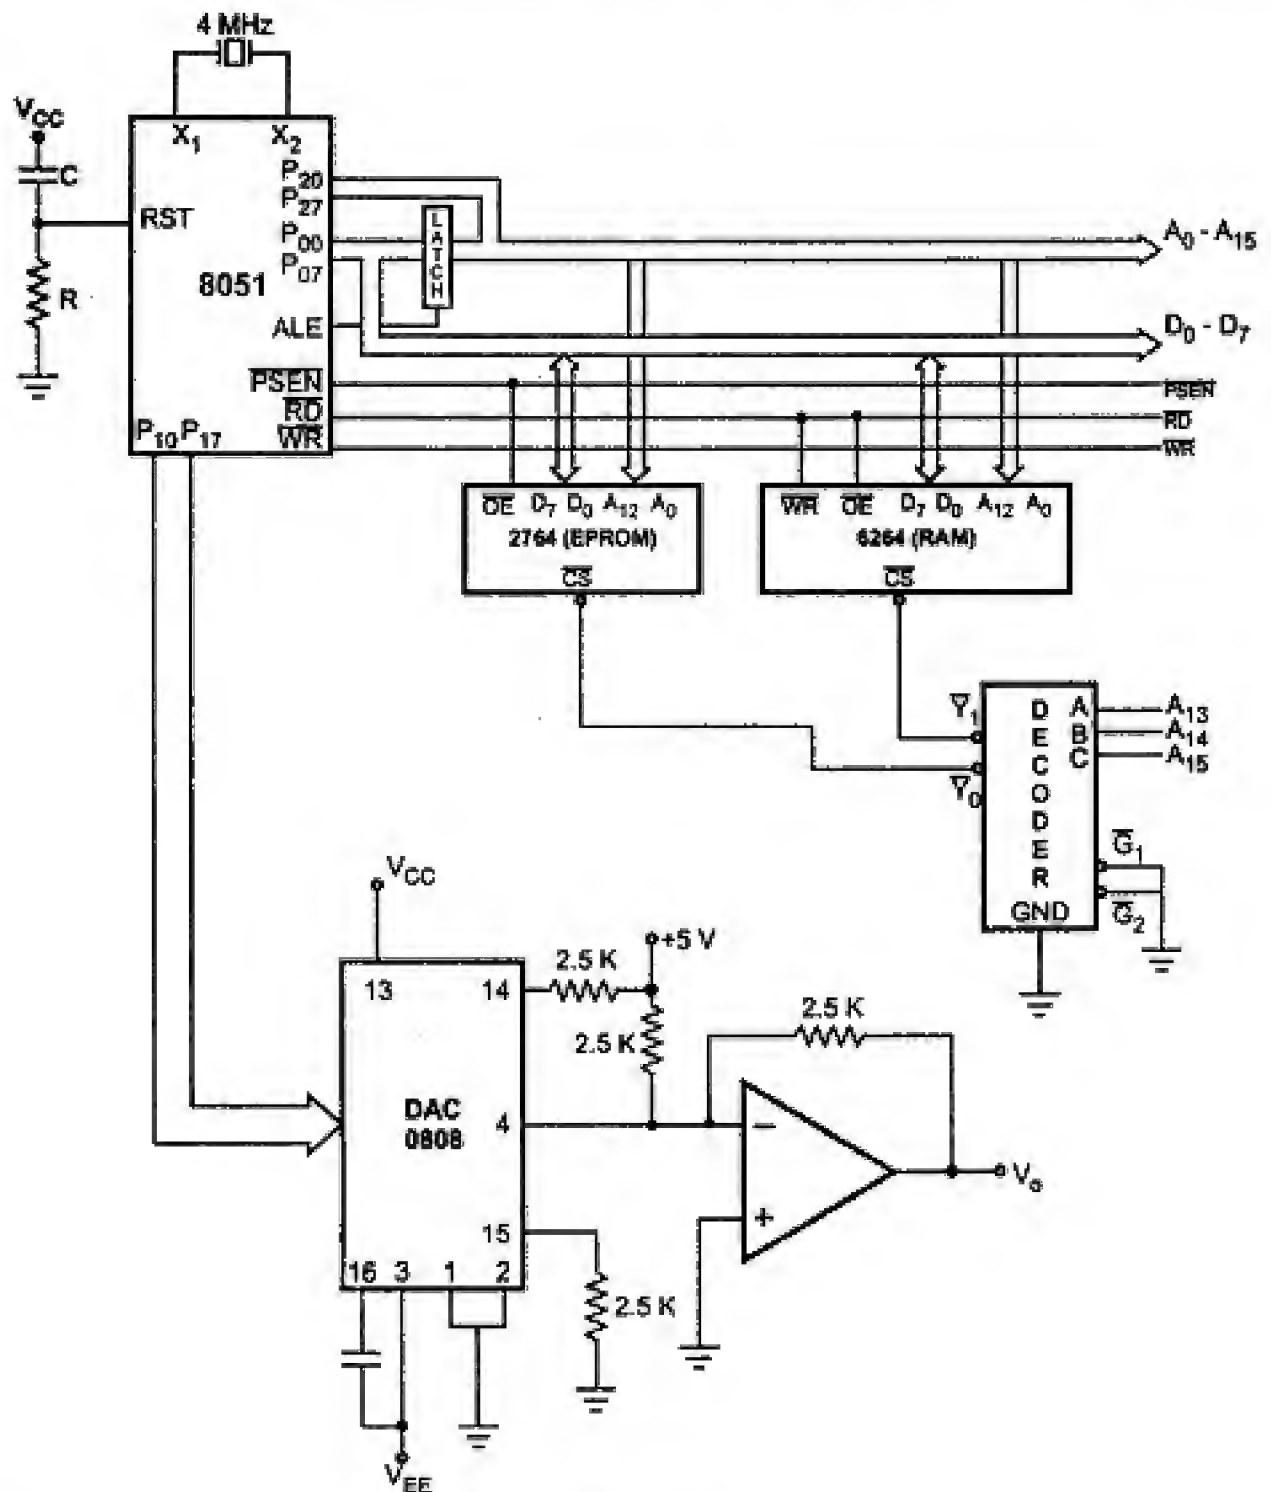 4 MHz
VCC
X1 X2
C
P20
P27
RST
P00
P07
LATCH
A0 - A15
8051
R
ALE
D0 - D7
PSEN
PSEN
RD
RD
WR
WR
P10 P17
OE D7 D0 A12 A0
2764 (EPROM)
CS
WR OE D7 D0 A12 A0
6264 (RAM)
CS
Y1
Y0
DECODER
A
B
C
A13
A14
A15
G1
G2
GND
VCC
+5 V
2.5 K
13
14
2.5 K
2.5 K
DAC
0808
4
−
+
Vo
15
2.5 K
16 3 1 2
VEE